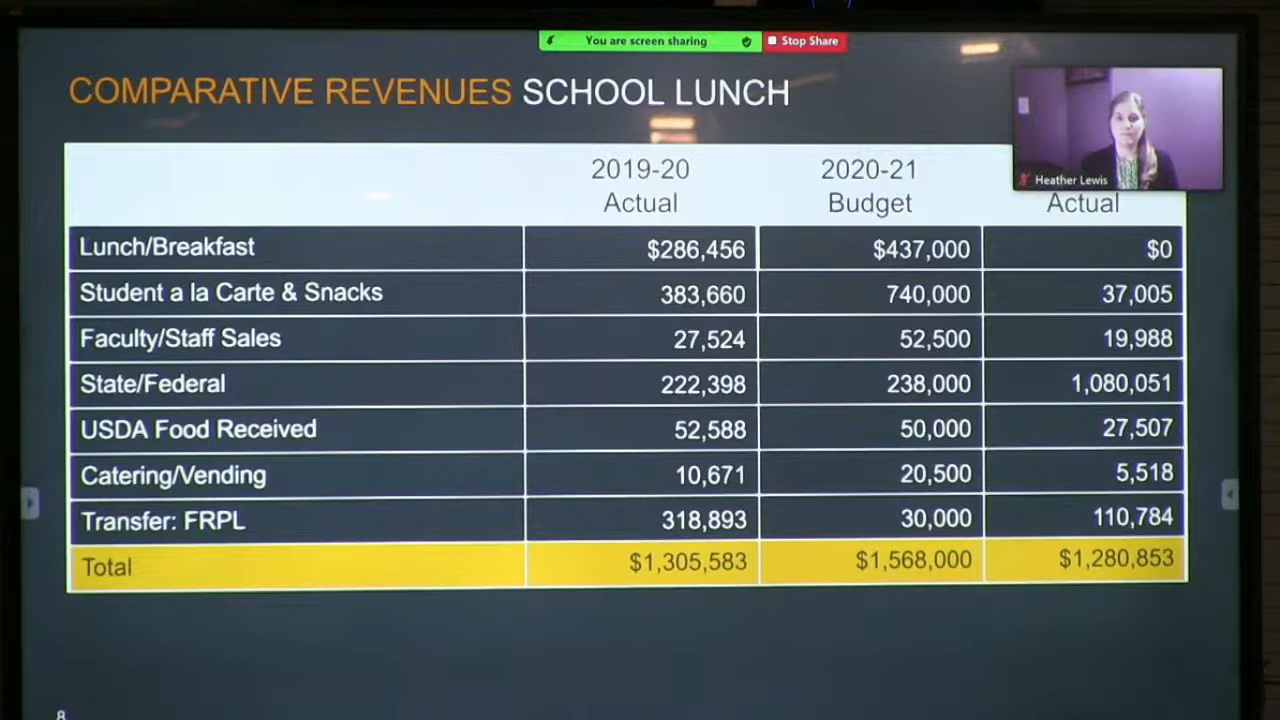 You are screen sharing Stop Share
COMPARATIVE REVENUES SCHOOL LUNCH
Heather Lewis
2019-20 2020-21
Actual Budget Actual
Lunch/Breakfast $286,456 $437,000 $0
Student a la Carte & Snacks 383,660 740,000 37,005
Faculty/Staff Sales 27,524 52,500 19,988
State/Federal 222,398 238,000 1,080,051
USDA Food Received 52,588 50,000 27,507
Catering/Vending 10,671 20,500 5,518
Transfer: FRPL 318,893 30,000 110,784
Total $1,305,583 $1,568,000 $1,280,853
8